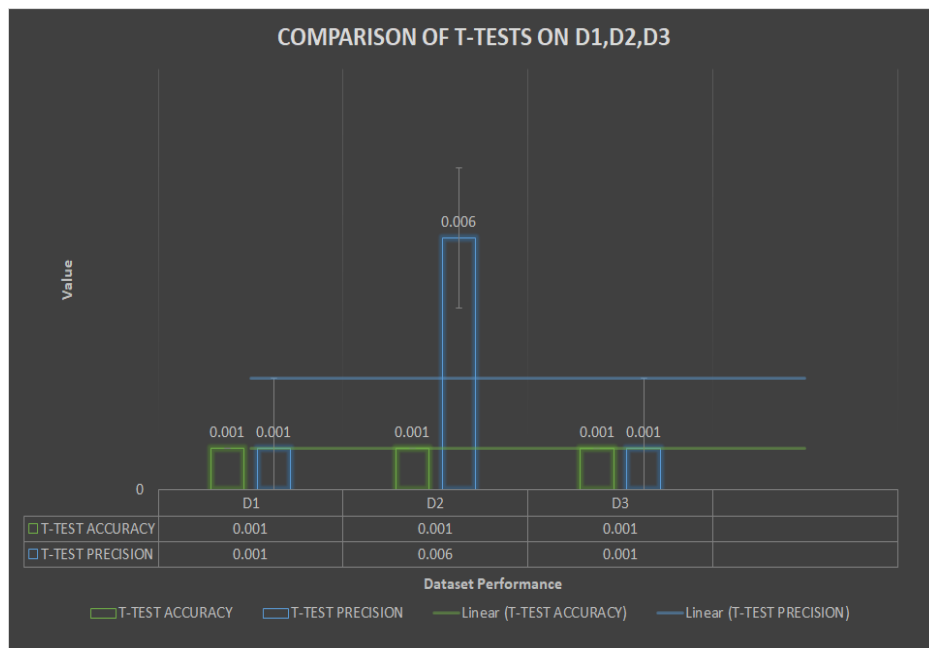 COMPARISON OF T-TESTS ON D1,D2,D3
0.006
0.001 0.001 0.001 0.001 0.001
Value
0
D1 D2 D3
T-TEST ACCURACY 0.001 0.001 0.001
T-TEST PRECISION 0.001 0.006 0.001
Dataset Performance
T-TEST ACCURACY T-TEST PRECISION Linear (T-TEST ACCURACY) Linear (T-TEST PRECISION)